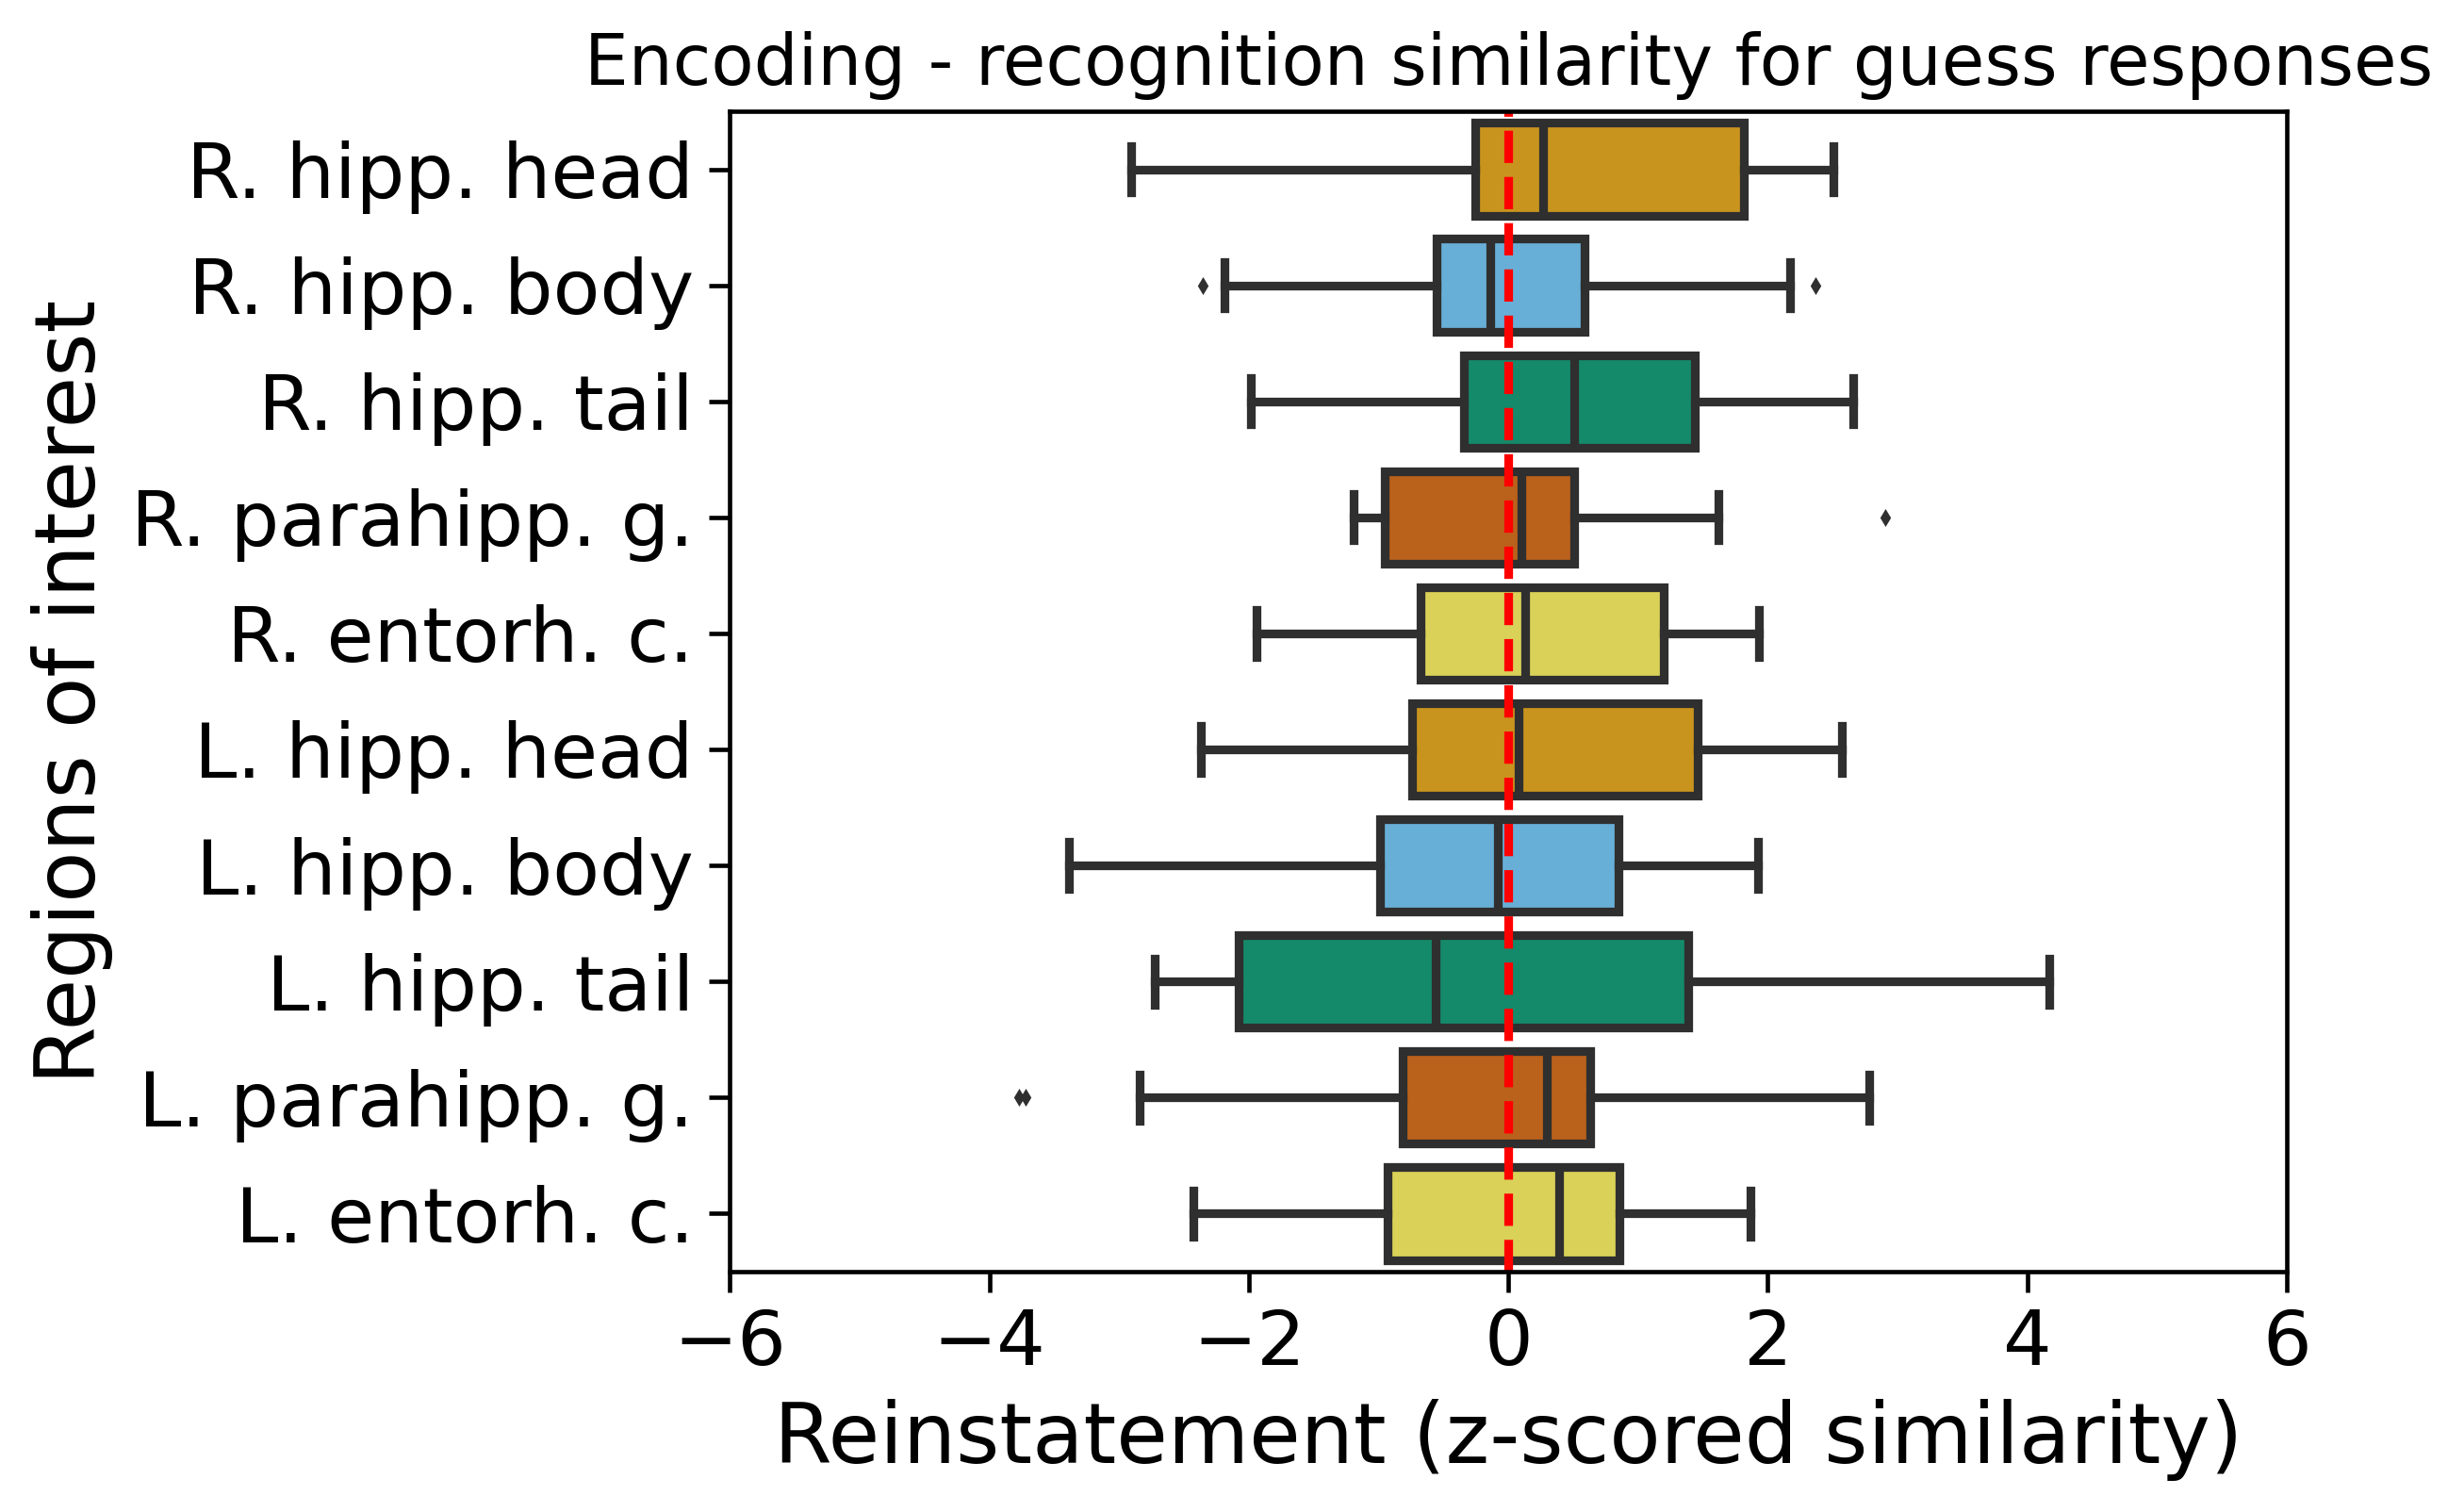 Encoding - recognition similarity for guess responses
Regions of interest
R. hipp. head
R. hipp. body
R. hipp. tail
R. parahipp. g.
R. entorh. c.
L. hipp. head
L. hipp. body
L. hipp. tail
L. parahipp. g.
L. entorh. c.
−6 −4 −2 0 2 4 6
Reinstatement (z-scored similarity)